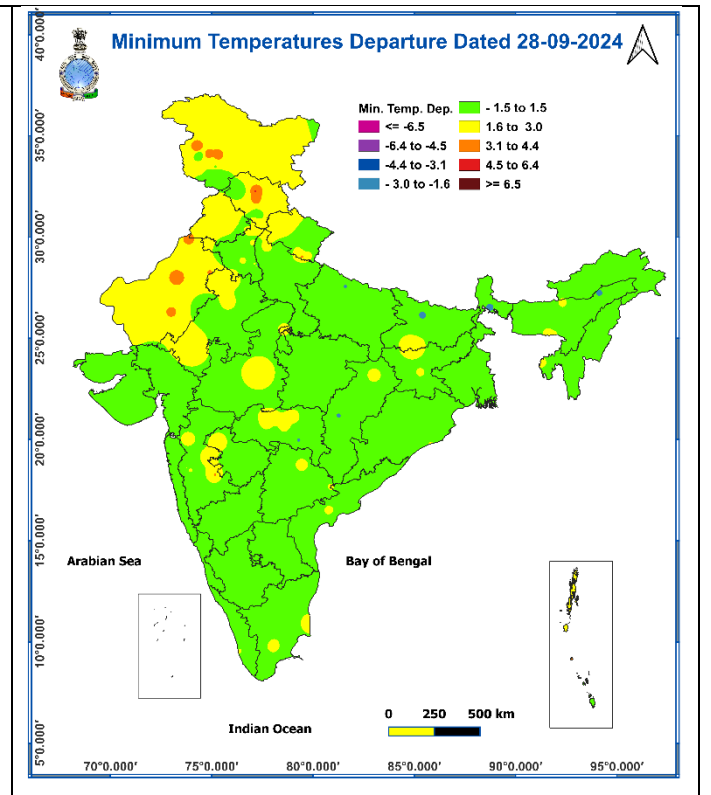 Minimum Temperatures Departure Dated 28-09-2024
Min. Temp. Dep.
<= -6.5
-6.4 to -4.5
-4.4 to -3.1
- 3.0 to -1.6
- 1.5 to 1.5
1.6 to 3.0
3.1 to 4.4
4.5 to 6.4
>= 6.5
40°0.000'
35°0.000'
30°0.000'
25°0.000'
20°0.000'
15°0.000'
10°0.000'
5°0.000'
Arabian Sea
Bay of Bengal
Indian Ocean
0 250 500 km
70°0.000' 75°0.000' 80°0.000' 85°0.000' 90°0.000' 95°0.000'